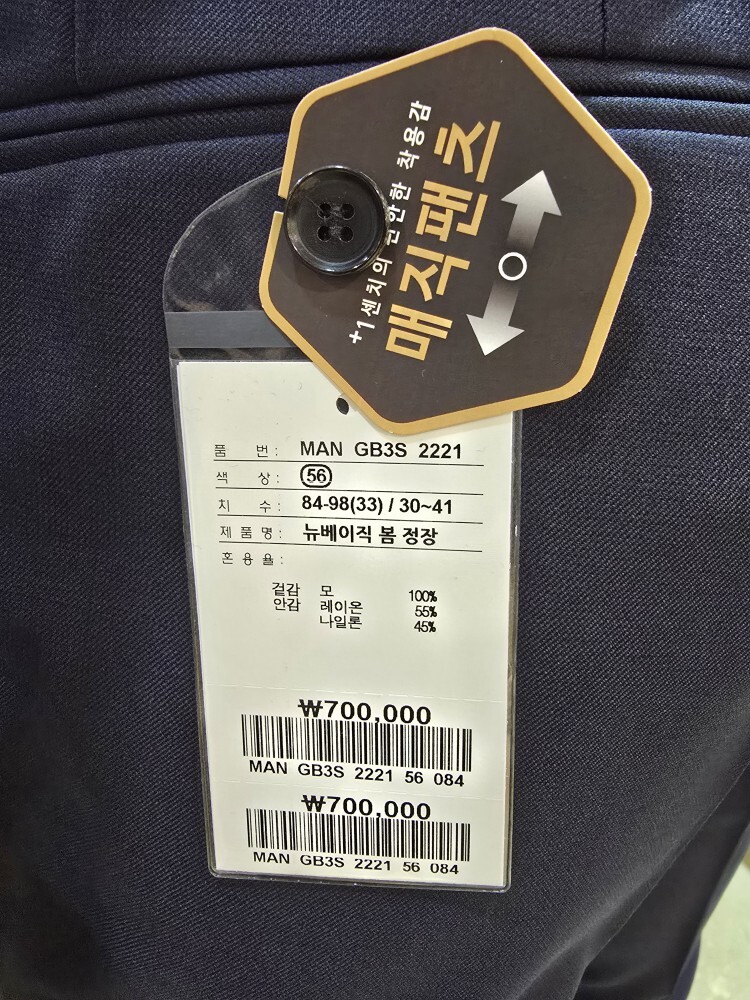 +1센치의 편안한 착용감
매직팬츠
품 번: MAN GB3S 2221
색 상: 56
치 수: 84-98(33) / 30~41
제 품 명: 뉴베이직 봄 정장
혼 용 율:
겉감 모 100%
안감 레이온 55%
나일론 45%
₩700,000
MAN GB3S 2221 56 084
₩700,000
MAN GB3S 2221 56 084